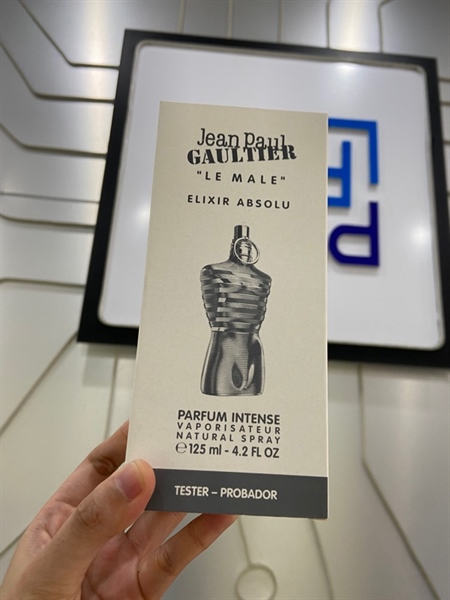 Jean Paul
GAULTIER
"LE MALE"
ELIXIR ABSOLU
PARFUM INTENSE
VAPORISATEUR
NATURAL SPRAY
℮125 ml - 4.2 FL OZ
TESTER – PROBADOR